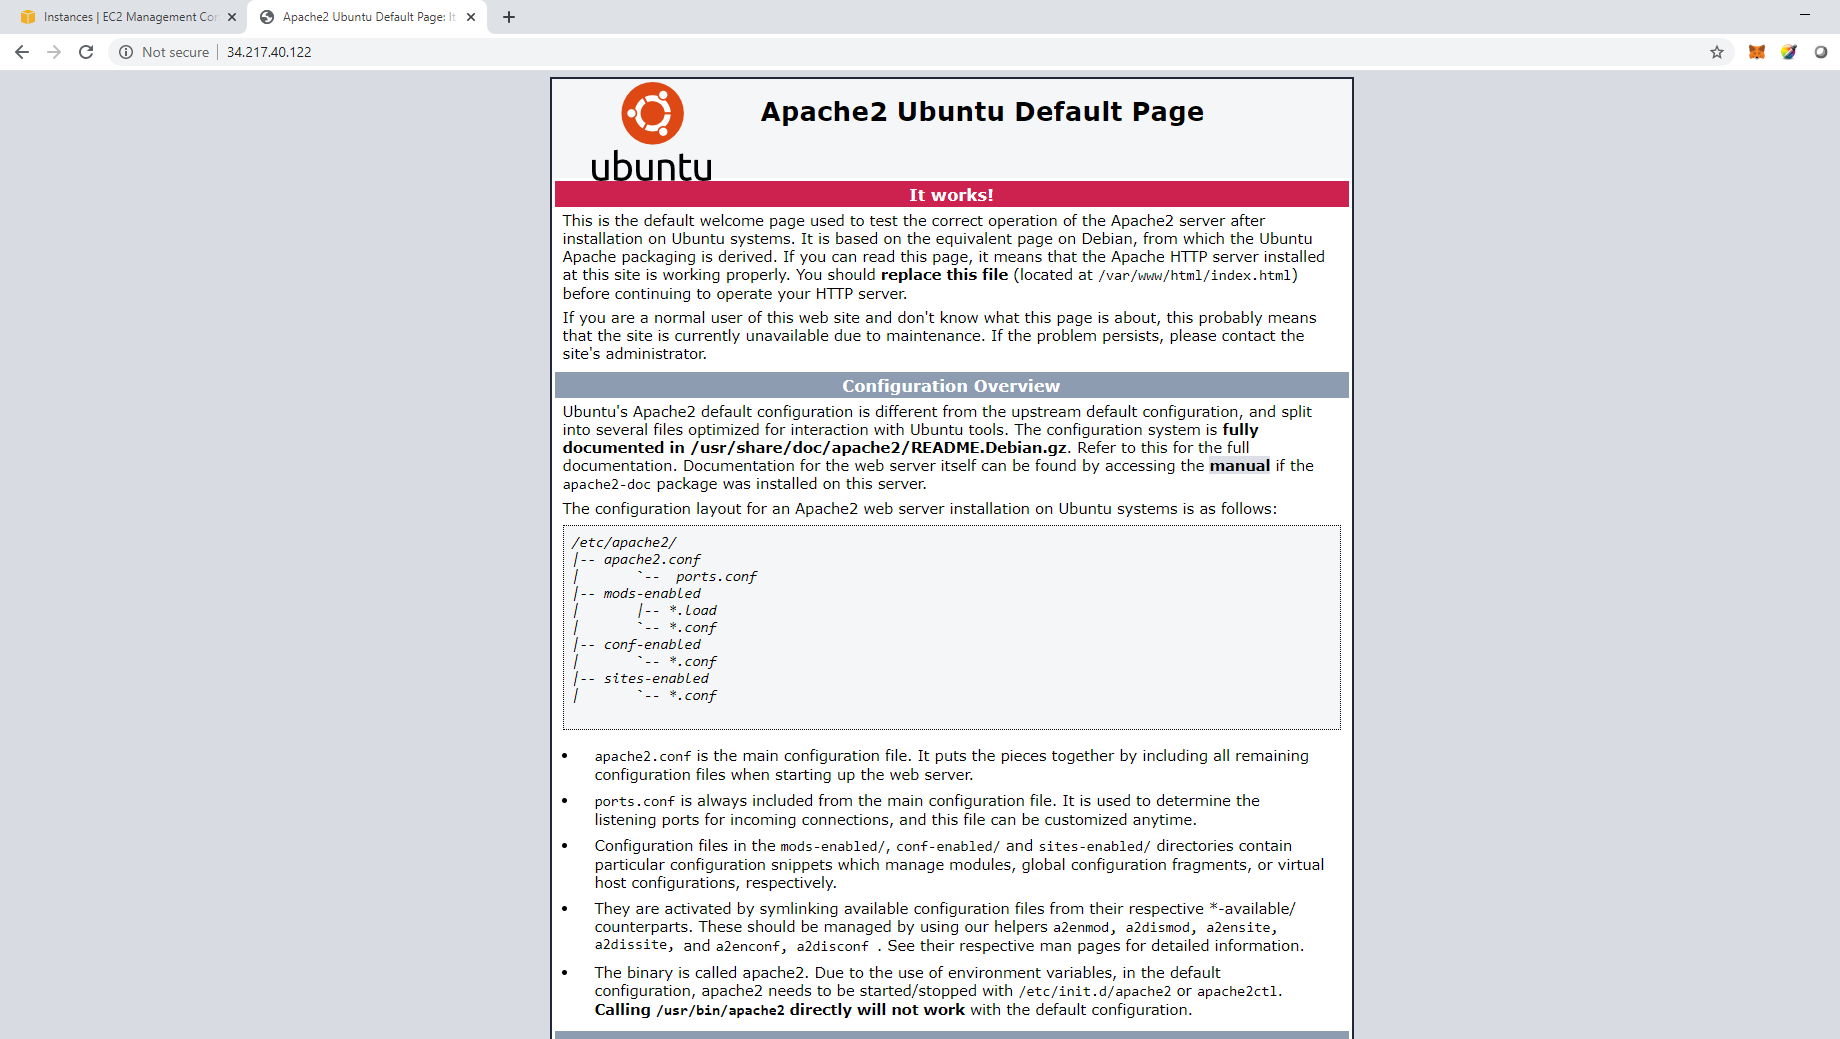 Instances | EC2 Management Con
Apache2 Ubuntu Default Page: It
Not secure
34.217.40.122
ubuntu
Apache2 Ubuntu Default Page
It works!
This is the default welcome page used to test the correct operation of the Apache2 server after
installation on Ubuntu systems. It is based on the equivalent page on Debian, from which the Ubuntu
Apache packaging is derived. If you can read this page, it means that the Apache HTTP server installed
at this site is working properly. You should replace this file (located at /var/www/html/index.html)
before continuing to operate your HTTP server.
If you are a normal user of this web site and don't know what this page is about, this probably means
that the site is currently unavailable due to maintenance. If the problem persists, please contact the
site's administrator.
Configuration Overview
Ubuntu's Apache2 default configuration is different from the upstream default configuration, and split
into several files optimized for interaction with Ubuntu tools. The configuration system is fully
documented in /usr/share/doc/apache2/README.Debian.gz. Refer to this for the full
documentation. Documentation for the web server itself can be found by accessing the manual if the
apache2-doc package was installed on this server.
The configuration layout for an Apache2 web server installation on Ubuntu systems is as follows:
/etc/apache2/
|-- apache2.conf
|       `--  ports.conf
|-- mods-enabled
|       |-- *.load
|       `-- *.conf
|-- conf-enabled
|       `-- *.conf
|-- sites-enabled
|       `-- *.conf
• apache2.conf is the main configuration file. It puts the pieces together by including all remaining
configuration files when starting up the web server.
• ports.conf is always included from the main configuration file. It is used to determine the
listening ports for incoming connections, and this file can be customized anytime.
• Configuration files in the mods-enabled/, conf-enabled/ and sites-enabled/ directories contain
particular configuration snippets which manage modules, global configuration fragments, or virtual
host configurations, respectively.
• They are activated by symlinking available configuration files from their respective *-available/
counterparts. These should be managed by using our helpers a2enmod, a2dismod, a2ensite,
a2dissite, and a2enconf, a2disconf . See their respective man pages for detailed information.
• The binary is called apache2. Due to the use of environment variables, in the default
configuration, apache2 needs to be started/stopped with /etc/init.d/apache2 or apache2ctl.
Calling /usr/bin/apache2 directly will not work with the default configuration.